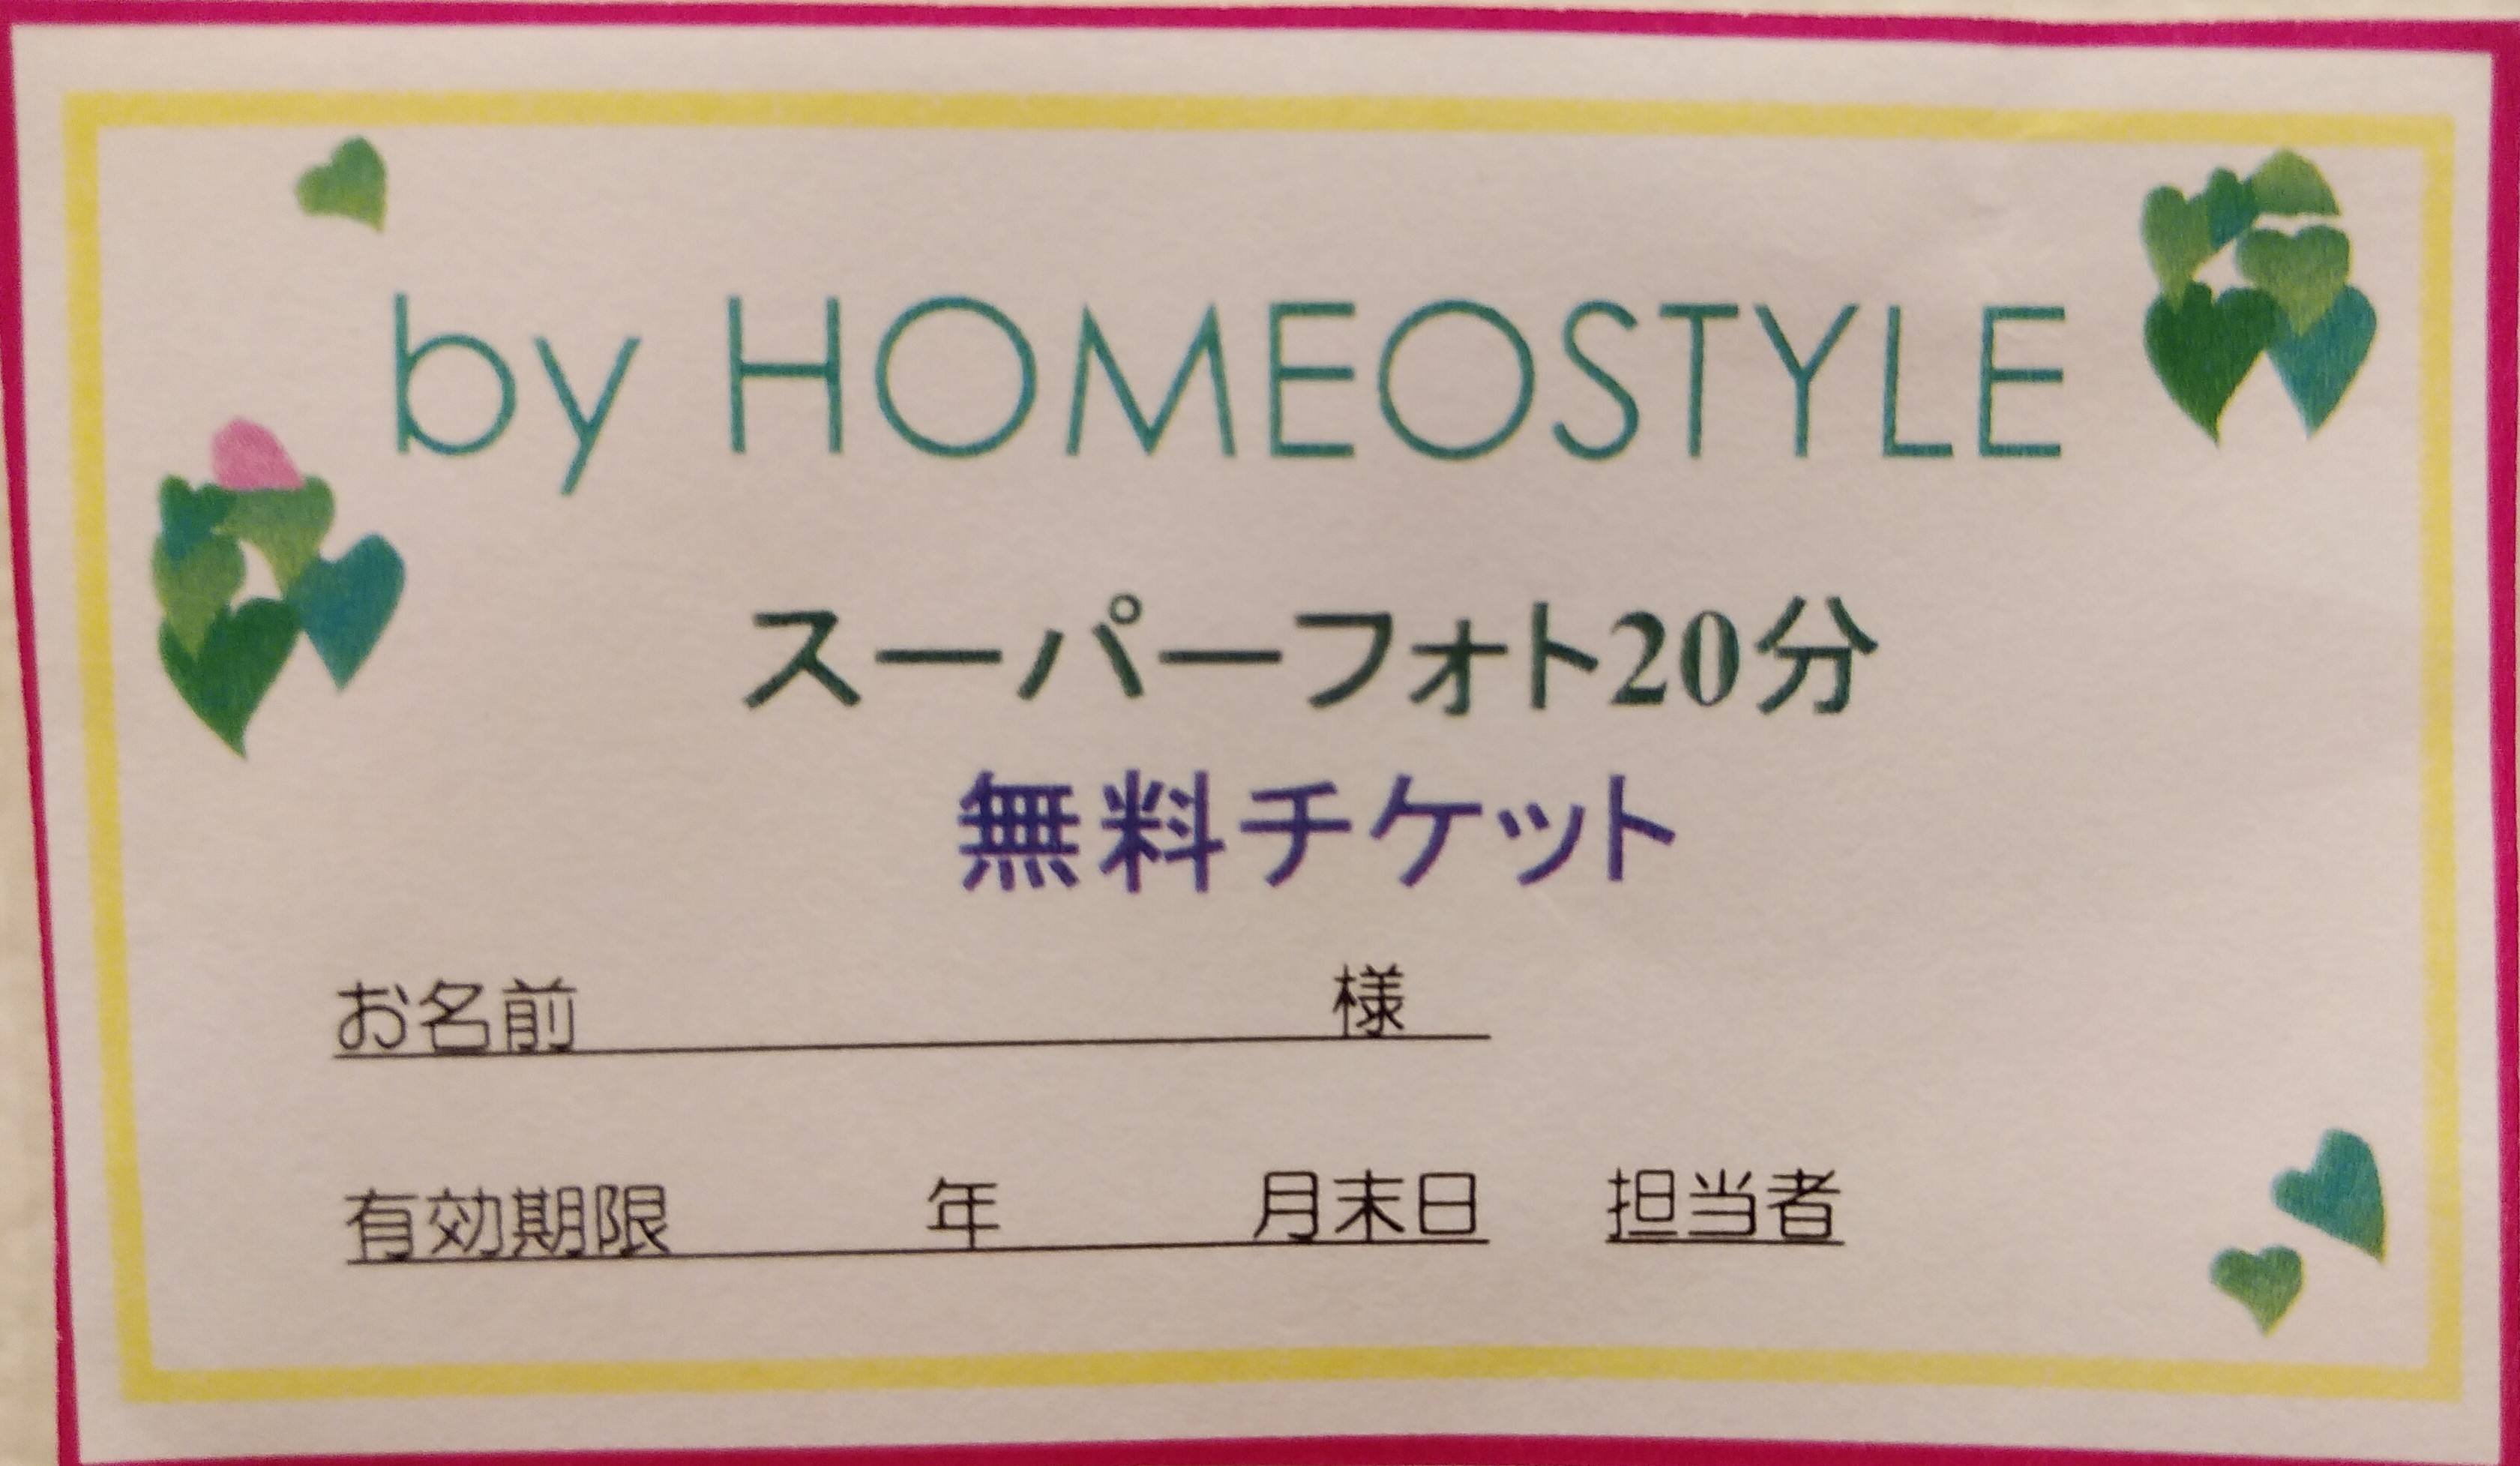 by HOMEOSTYLE
スーパーフォト20分
無料チケット
お名前 様
有効期限 年 月末日 担当者